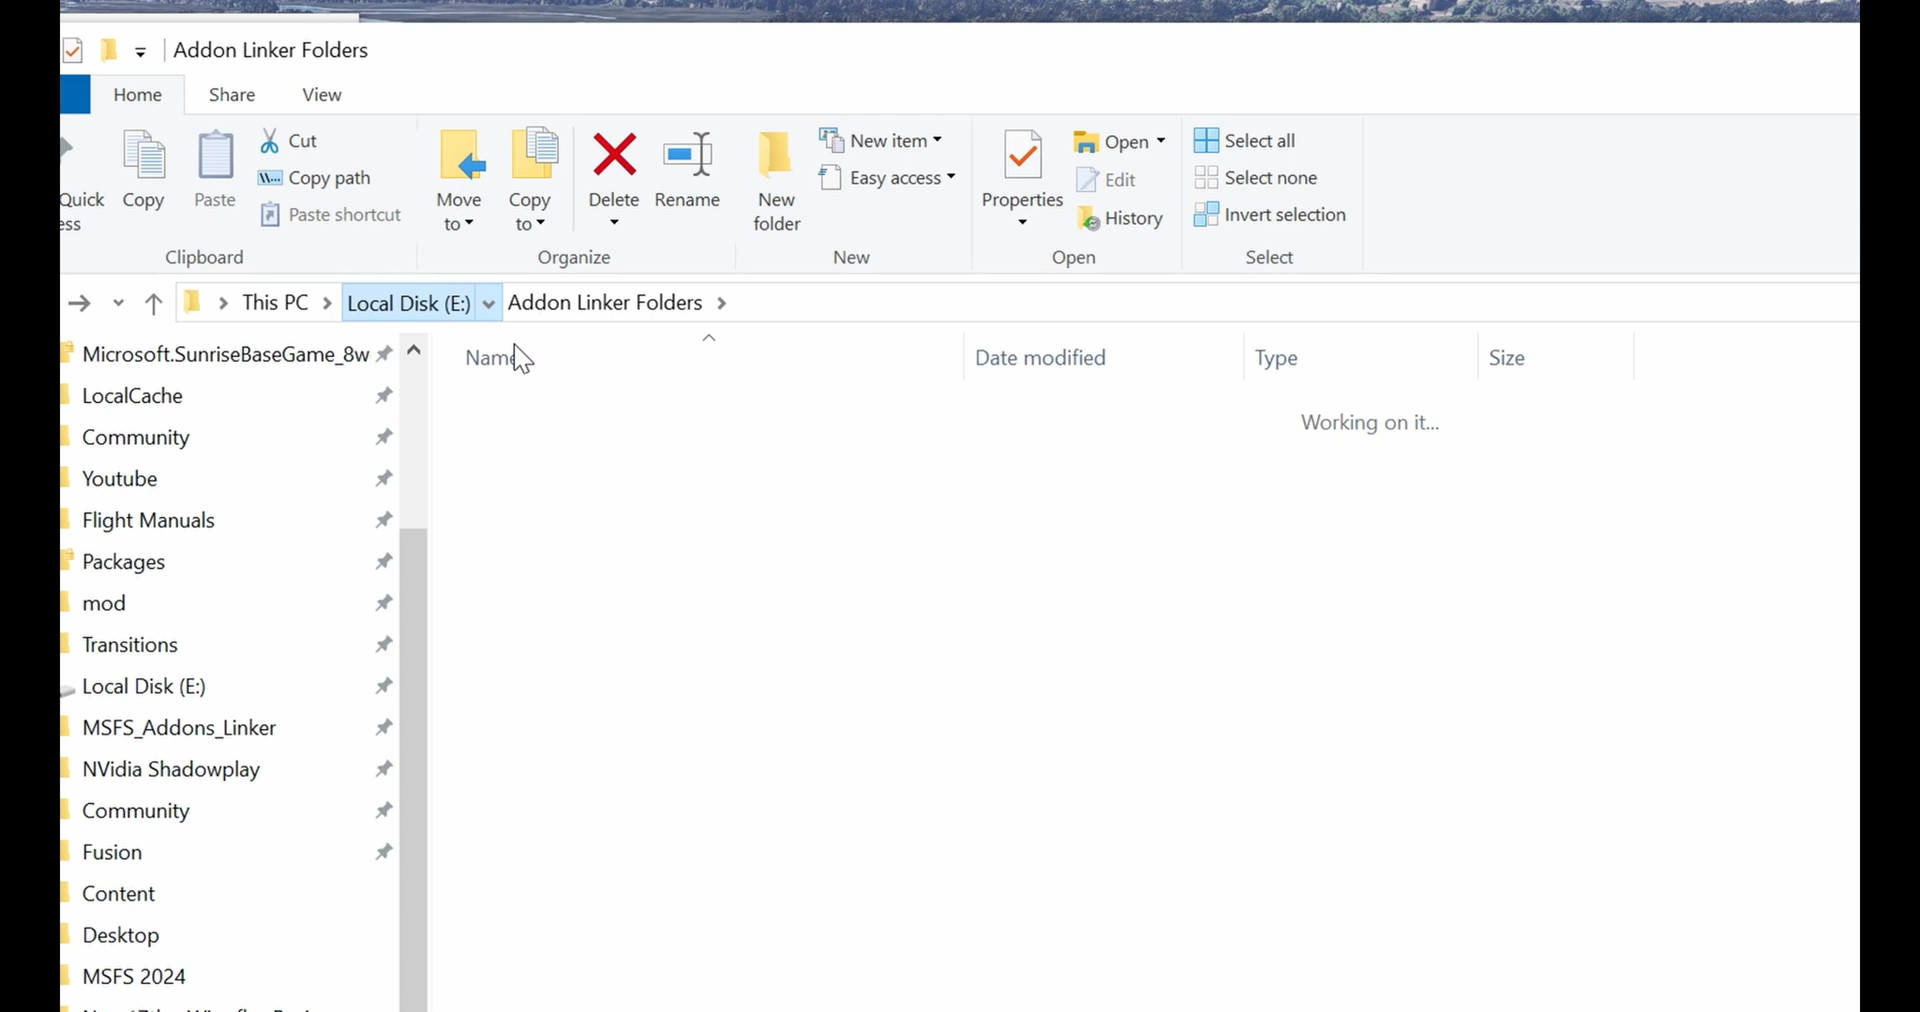 Addon Linker Folders
Home Share View
Quick
ess
Copy
Paste
Cut
Copy path
Paste shortcut
Clipboard
Move
to
Copy
to
Delete
Rename
Organize
New
folder
New item
Easy access
New
Properties
Open
Edit
History
Open
Select all
Select none
Invert selection
Select
This PC Local Disk (E:) Addon Linker Folders
Name Date modified Type Size
Working on it...
Microsoft.SunriseBaseGame_8w
LocalCache
Community
Youtube
Flight Manuals
Packages
mod
Transitions
Local Disk (E:)
MSFS_Addons_Linker
NVidia Shadowplay
Community
Fusion
Content
Desktop
MSFS 2024